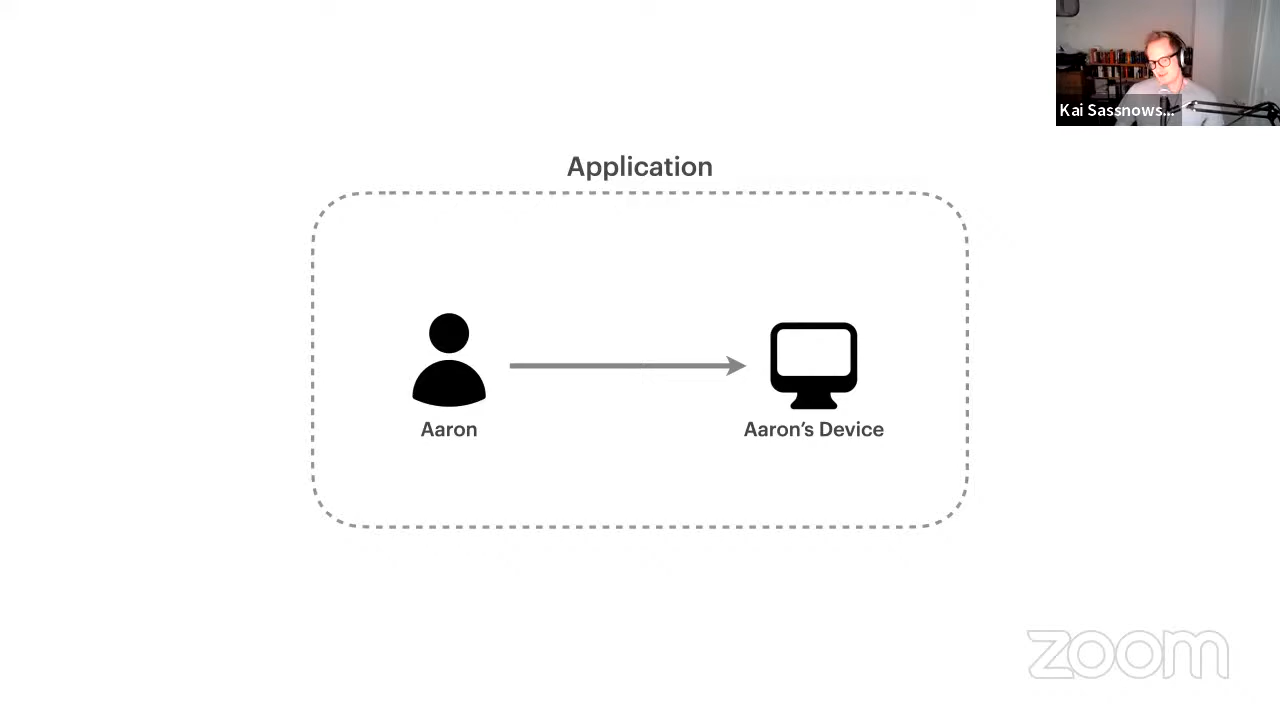 Kai Sassnows...
Application
Aaron
Aaron’s Device
zoom